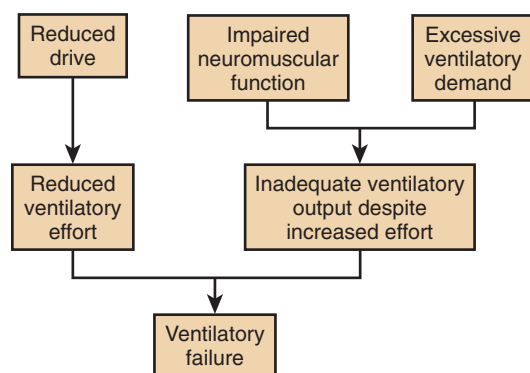 Reduced
drive
Impaired
neuromuscular
function
Excessive
ventilatory
demand
Reduced
ventilatory
effort
Inadequate ventilatory
output despite
increased effort
Ventilatory
failure